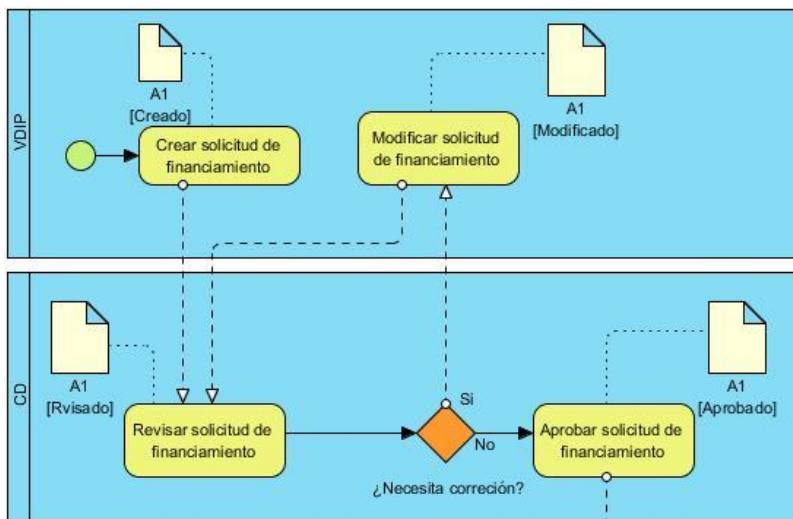 VDIP
A1
[Creado]
Crear solicitud de
financiamiento
Modificar solicitud
de financiamiento
A1
[Modificado]
CD
A1
[Rvisado]
Revisar solicitud de
financiamiento
Si
No
¿Necesita correción?
Aprobar solicitud de
financiamiento
A1
[Aprobado]